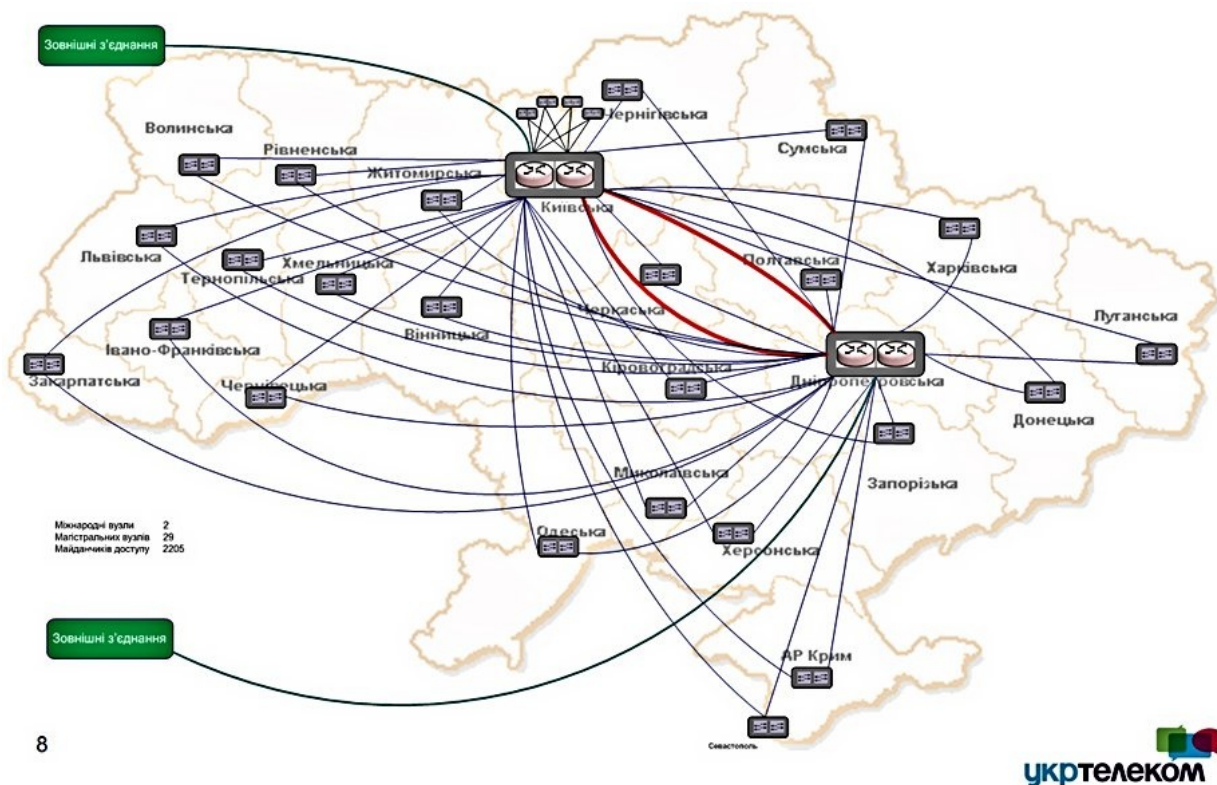 Зовнішні з'єднання
Чернігівська
Волинська
Сумська
Рівненська
Житомирська
Київська
Львівська
Хмельницька
Тернопільська
Полтавська
Харківська
Черкаська
Луганська
Вінницька
Івано-Франківська
Кіровоградська
Закарпатська
Чернівецька
Дніпропетровська
Донецька
Миколаївська
Запорізька
Міжнародні вузли 2
Магістральних вузлів 29
Майданчиків доступу 2205
Одеська
Херсонська
Зовнішні з'єднання
АР Крим
Севастополь
8
укртелеком